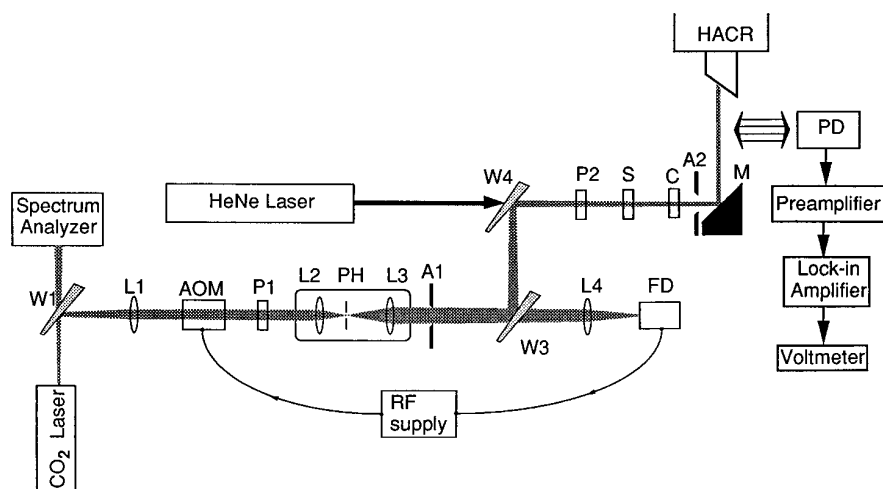 HACR
PD
Preamplifier
Lock-in
Amplifier
Voltmeter
A2
M
C
S
P2
W4
HeNe Laser
Spectrum
Analyzer
W1
L1
AOM
P1
L2
PH
L3
A1
W3
L4
FD
RF
supply
CO2 Laser